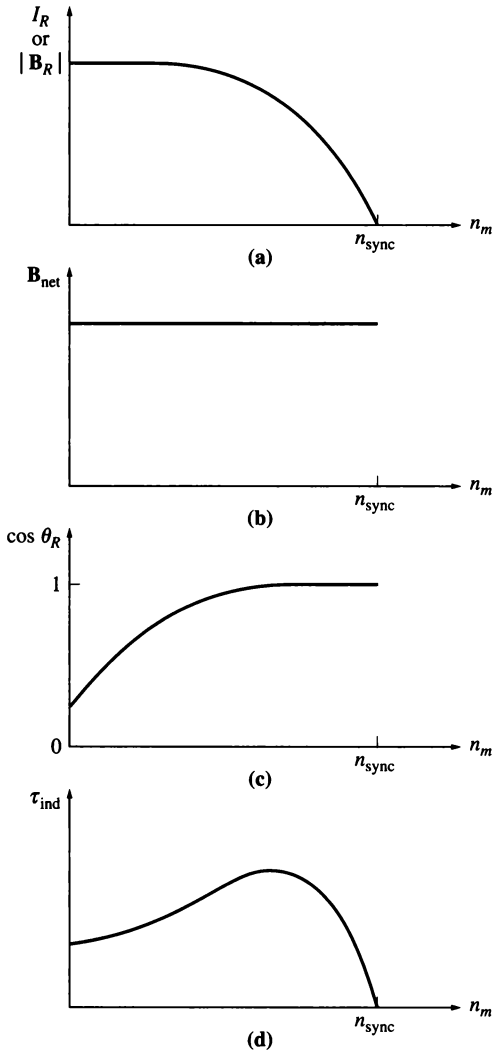 I_R
or
| B_R |
n_sync
n_m
(a)
B_net
n_sync
n_m
(b)
cos θ_R
1
0
n_sync
n_m
(c)
τ_ind
n_sync
n_m
(d)